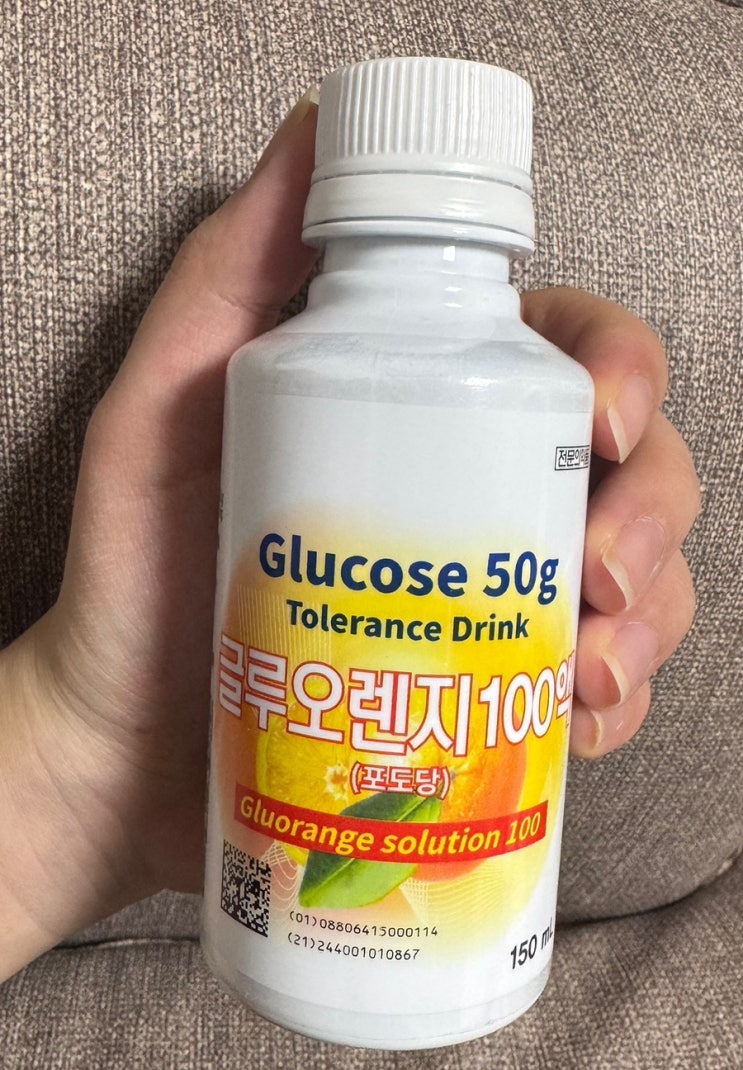 전문의약품
Glucose 50g
Tolerance Drink
글루오렌지100액
(포도당)
Gluorange solution 100
(01)08806415000114
(21)244001010867
150 mL